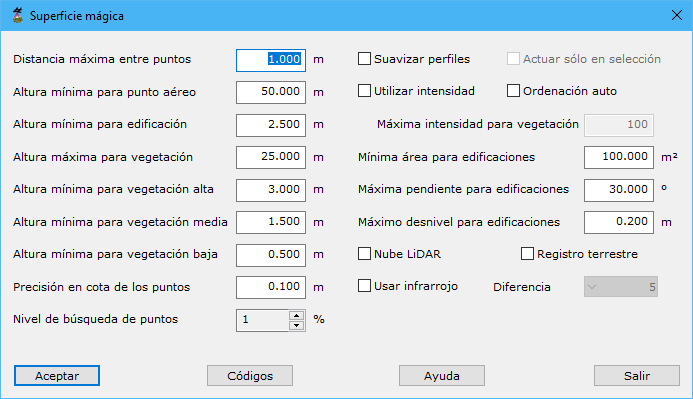 Superficie mágica
Distancia máxima entre puntos 1.000 m
Suavizar perfiles Actuar sólo en selección
Altura mínima para punto aéreo 50.000 m
Utilizar intensidad Ordenación auto
Altura mínima para edificación 2.500 m
Máxima intensidad para vegetación 100
Altura máxima para vegetación 25.000 m
Mínima área para edificaciones 100.000 m²
Altura mínima para vegetación alta 3.000 m
Máxima pendiente para edificaciones 30.000 º
Altura mínima para vegetación media 1.500 m
Máximo desnivel para edificaciones 0.200 m
Altura mínima para vegetación baja 0.500 m
Nube LiDAR Registro terrestre
Precisión en cota de los puntos 0.100 m
Usar infrarrojo Diferencia 5
Nivel de búsqueda de puntos 1 %
Aceptar Códigos Ayuda Salir